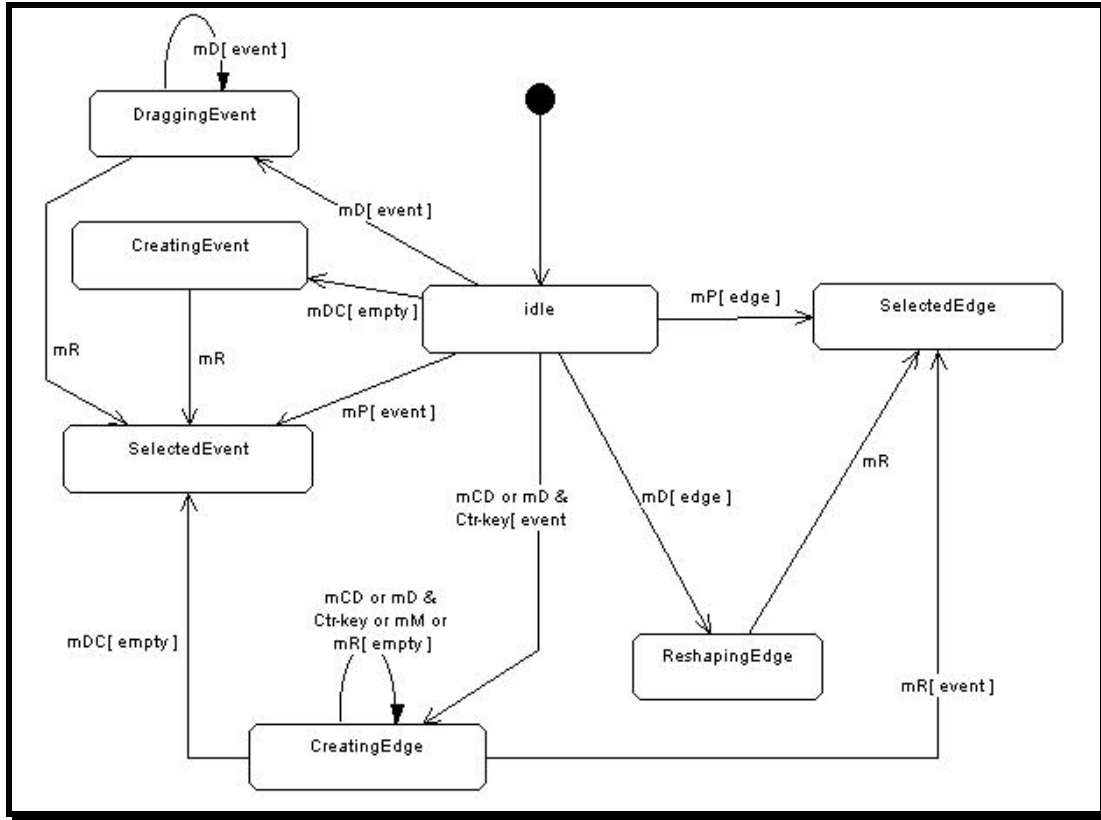 mD[ event ]
DraggingEvent
mD[ event ]
CreatingEvent
mDC[ empty ]
idle
mP[ edge ]
SelectedEdge
mR
mR
mP[ event ]
SelectedEvent
mR
mCD or mD &
Ctr-key[ event
mD[ edge ]
mCD or mD &
Ctr-key or mM or
mR[ empty ]
mDC[ empty ]
ReshapingEdge
mR[ event ]
CreatingEdge